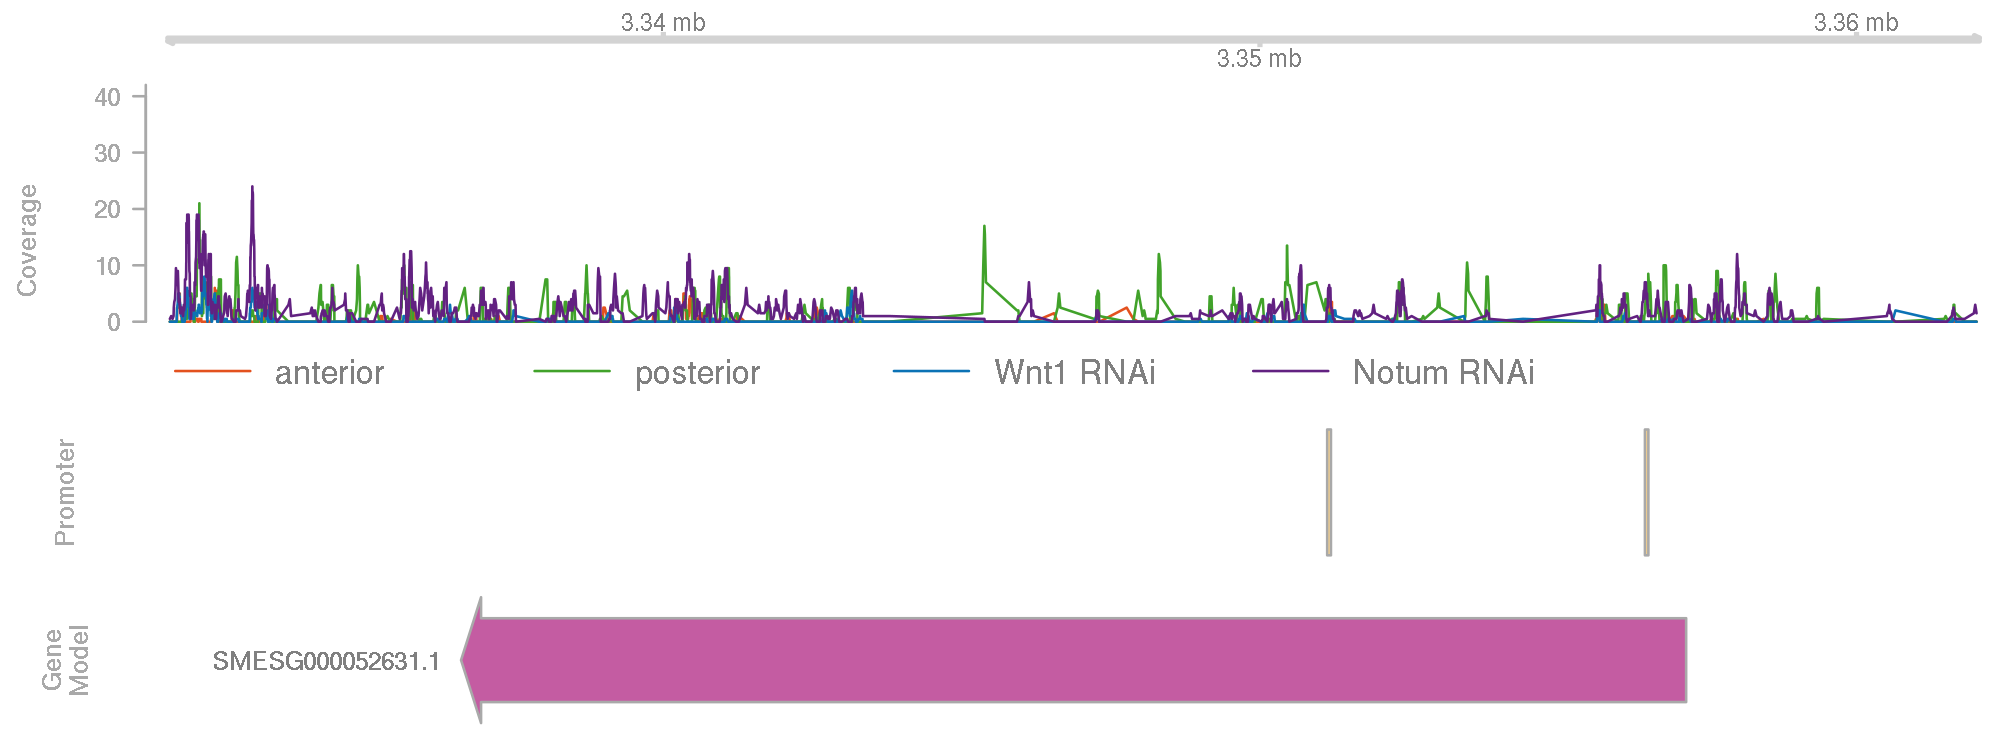 3.34 mb
3.36 mb
3.35 mb
Coverage
40
30
20
10
0
anterior posterior Wnt1 RNAi Notum RNAi
Promoter
Gene
Model
SMESG000052631.1